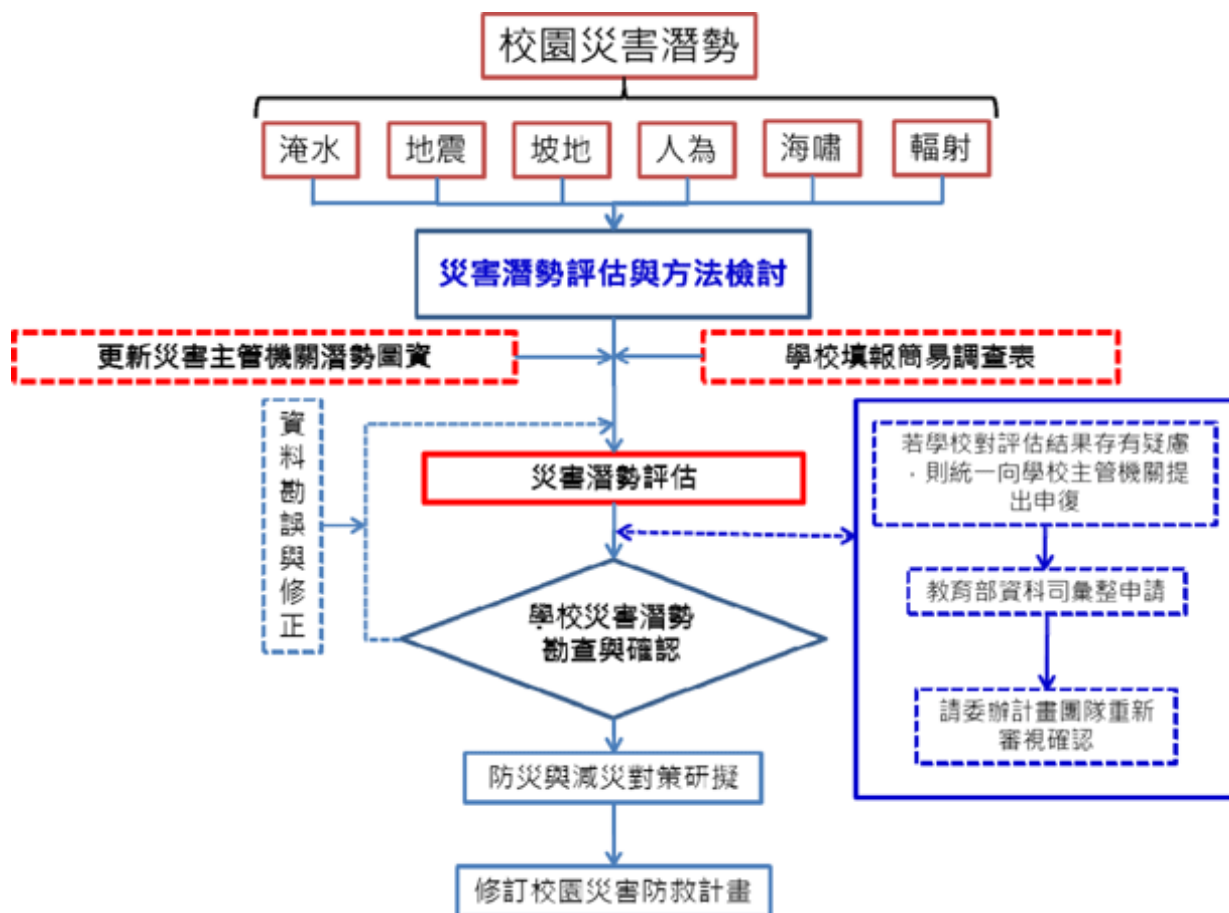 校園災害潛勢
淹水
地震
坡地
人為
海嘯
輻射
災害潛勢評估與方法檢討
更新災害主管機關潛勢圖資
學校填報簡易調查表
資料勘誤與修正
災害潛勢評估
若學校對評估結果存有疑慮
，則統一向學校主管機關提
出申復
教育部資科司彙整申請
學校災害潛勢
勘查與確認
請委辦計畫團隊重新
審視確認
防災與減災對策研擬
修訂校園災害防救計畫